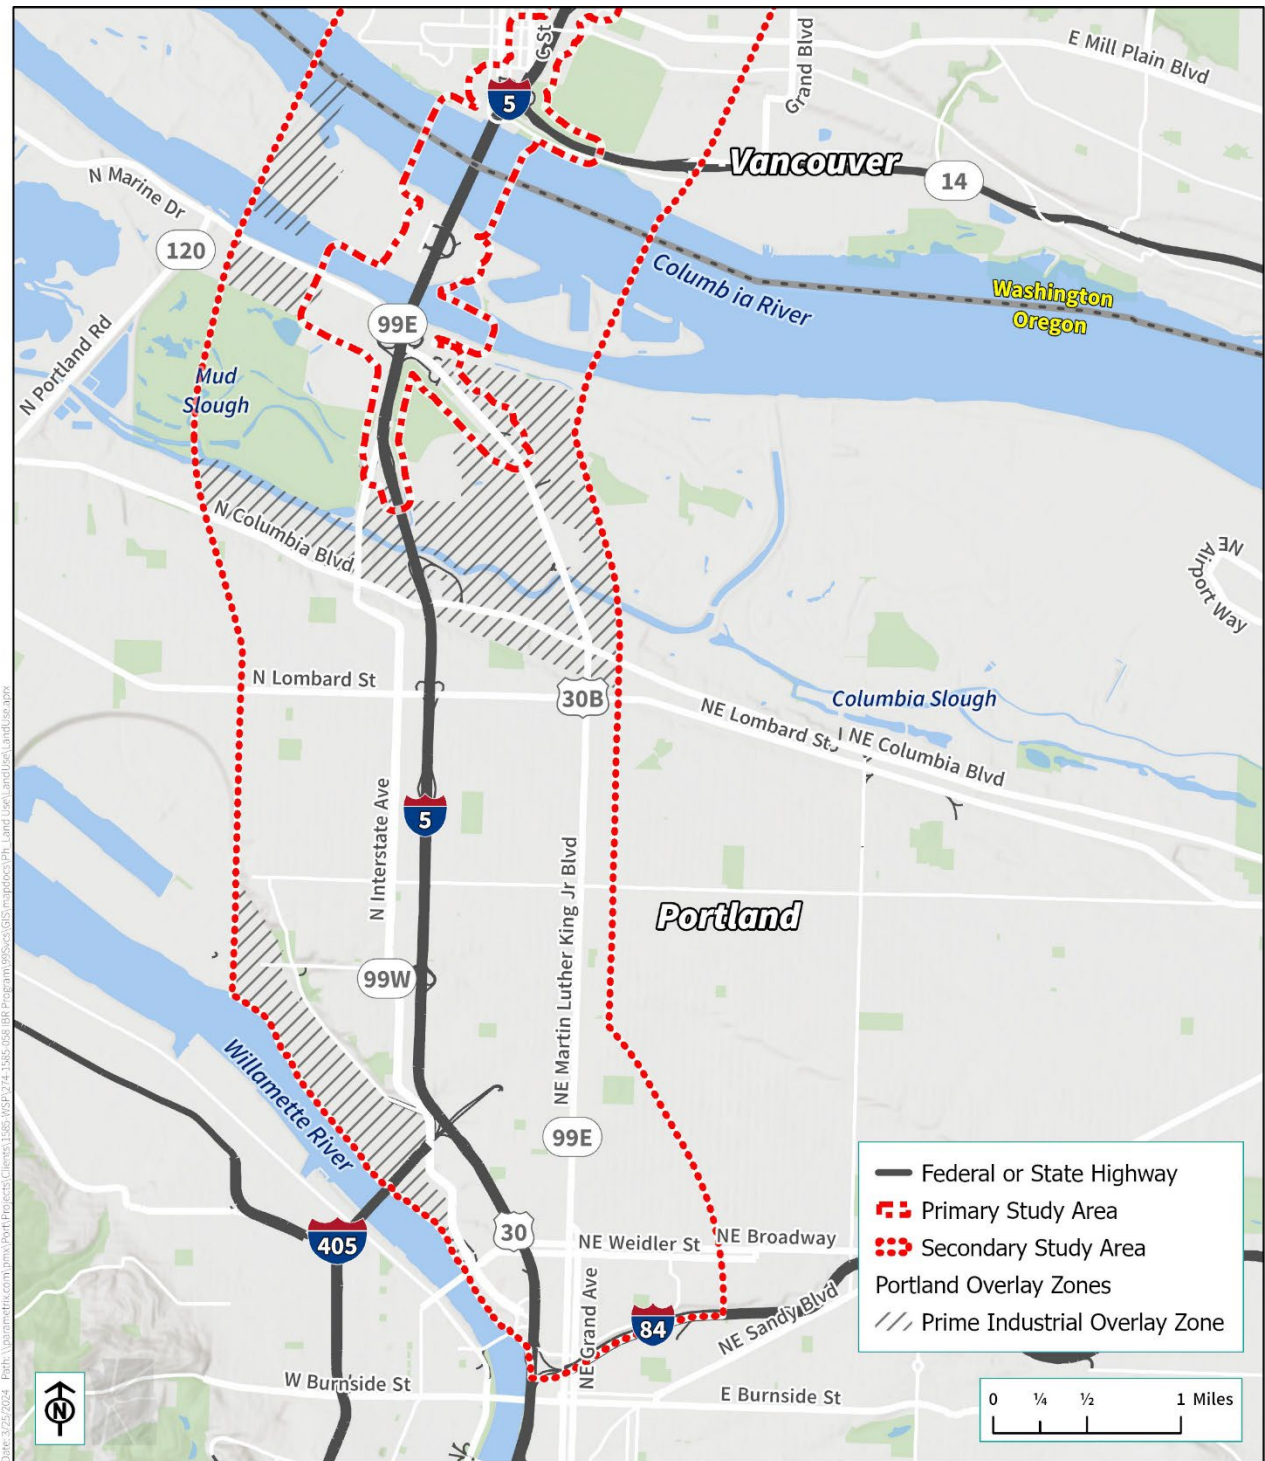 C St
Grand Blvd
E Mill Plain Blvd
5
Vancouver
14
N Marine Dr
120
Columbia River
Washington
Oregon
99E
N Portland Rd
Mud
Slough
N Columbia Blvd
NE
Airport Way
N Lombard St
30B
Columbia Slough
NE Lombard St
NE Columbia Blvd
5
N Interstate Ave
NE Martin Luther King Jr Blvd
Portland
99W
Willamette River
99E
405
30
NE Weidler St
NE Broadway
NE Grand Ave
84
NE Sandy Blvd
W Burnside St
E Burnside St
Federal or State Highway
Primary Study Area
Secondary Study Area
Portland Overlay Zones
Prime Industrial Overlay Zone
N
0 ¼ ½ 1 Miles
Date: 3/25/2024